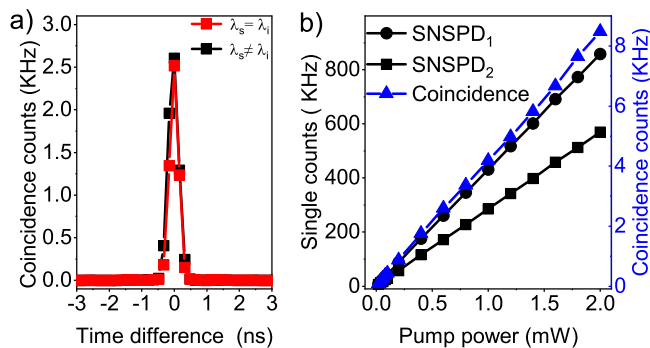 a)
λs = λi
λs ≠ λi
Coincidence counts (KHz)
3.0
2.5
2.0
1.5
1.0
0.5
0.0
-3 -2 -1 0 1 2 3
Time difference (ns)
b)
SNSPD1
SNSPD2
Coincidence
Single counts ( KHz)
800
600
400
200
0
0.0 0.5 1.0 1.5 2.0
Pump power (mW)
8
6
4
2
0
Coincidence counts (KHz)